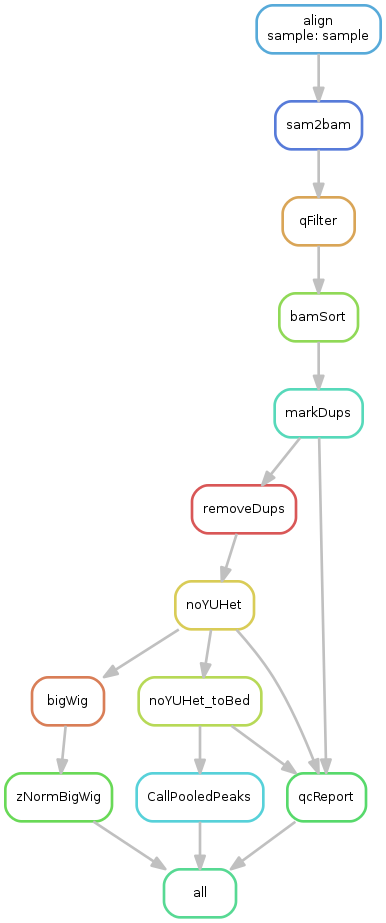 align
sample: sample
sam2bam
qFilter
bamSort
markDups
removeDups
noYUHet
bigWig
noYUHet_toBed
zNormBigWig
CallPooledPeaks
qcReport
all